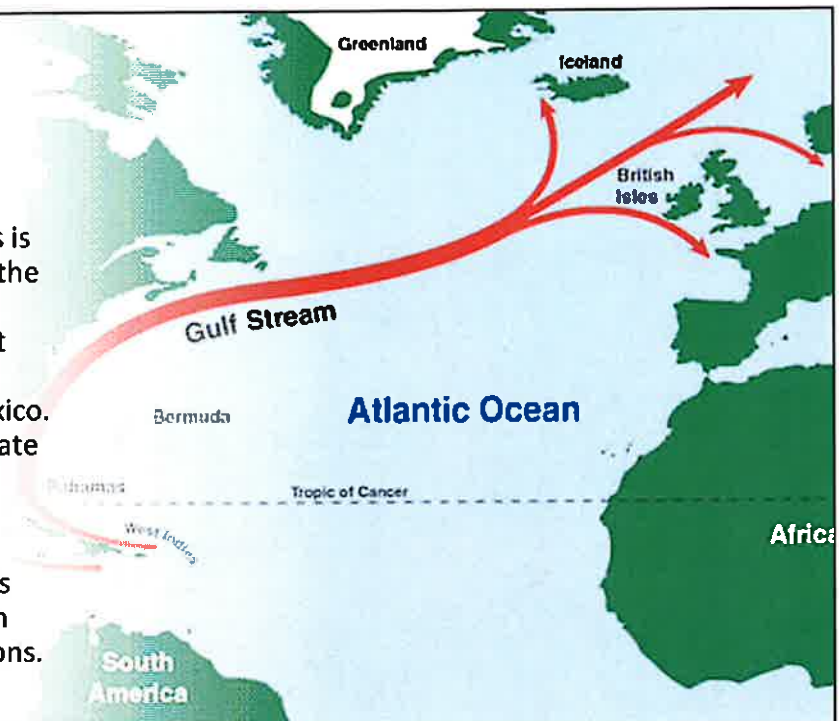 Greenland
Iceland
British
Isles
s is
the
Gulf Stream
t
xico.
Bermuda
Atlantic Ocean
ate
Bahamas
Tropic of Cancer
West Indies
Africa
s
n
ons.
South
America